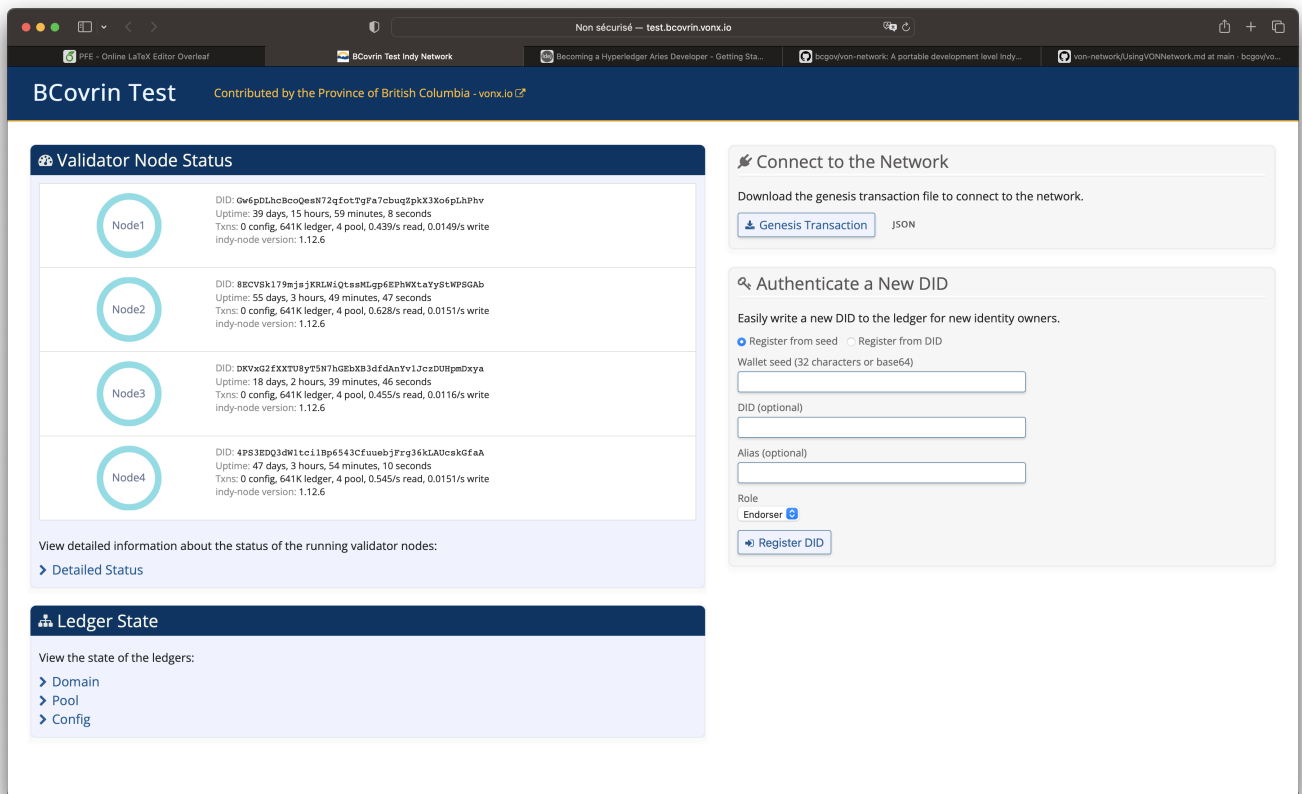 Non sécurisé — test.bcovrin.vonx.io
PFE - Online LaTeX Editor Overleaf
BCovrin Test Indy Network
Becoming a Hyperledger Aries Developer - Getting Sta...
bcgov/von-network: A portable development level Indy...
von-network/UsingVONNetwork.md at main · bcgov/vo...
BCovrin Test
Contributed by the Province of British Columbia - vonx.io
Validator Node Status
Node1
DID: Gw6pDLhcBcoQesN72qfotTgFa7cbuqZpkX3Xo6pLhPhv
Uptime: 39 days, 15 hours, 59 minutes, 8 seconds
Txns: 0 config, 641K ledger, 4 pool, 0.439/s read, 0.0149/s write
indy-node version: 1.12.6
Node2
DID: 8ECVSk179mjsjKRLWiQtssMLgp6EPhWXtaYyStWPSGAb
Uptime: 55 days, 3 hours, 49 minutes, 47 seconds
Txns: 0 config, 641K ledger, 4 pool, 0.628/s read, 0.0151/s write
indy-node version: 1.12.6
Node3
DID: DKVxG2fXXTU8yT5N7hGEbXB3dfdAnYv1JczDUHpmDxya
Uptime: 18 days, 2 hours, 39 minutes, 46 seconds
Txns: 0 config, 641K ledger, 4 pool, 0.455/s read, 0.0116/s write
indy-node version: 1.12.6
Node4
DID: 4PS3EDQ3dW1tci1Bp6543CfuuebjFrg36kLAUcskGfaA
Uptime: 47 days, 3 hours, 54 minutes, 10 seconds
Txns: 0 config, 641K ledger, 4 pool, 0.545/s read, 0.0151/s write
indy-node version: 1.12.6
View detailed information about the status of the running validator nodes:
Detailed Status
Ledger State
View the state of the ledgers:
Domain
Pool
Config
Connect to the Network
Download the genesis transaction file to connect to the network.
Genesis Transaction JSON
Authenticate a New DID
Easily write a new DID to the ledger for new identity owners.
Register from seed Register from DID
Wallet seed (32 characters or base64)
DID (optional)
Alias (optional)
Role
Endorser
Register DID